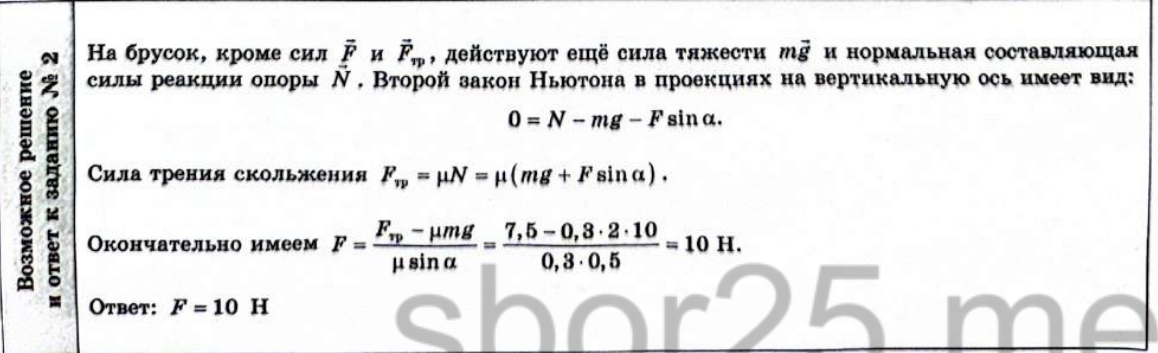 Возможное решение
и ответ к заданию № 2
На брусок, кроме сил F⃗ и F⃗тр, действуют ещё сила тяжести mg⃗ и нормальная составляющая
силы реакции опоры N⃗ . Второй закон Ньютона в проекциях на вертикальную ось имеет вид:
0 = N – mg – F sin α.
Сила трения скольжения Fтр = μN = μ(mg + F sin α) .
Окончательно имеем F = (Fтр – μmg)/(μ sin α) = (7,5 – 0,3 · 2 · 10)/(0,3 · 0,5) = 10 Н.
Ответ: F = 10 Н
sbor25.me